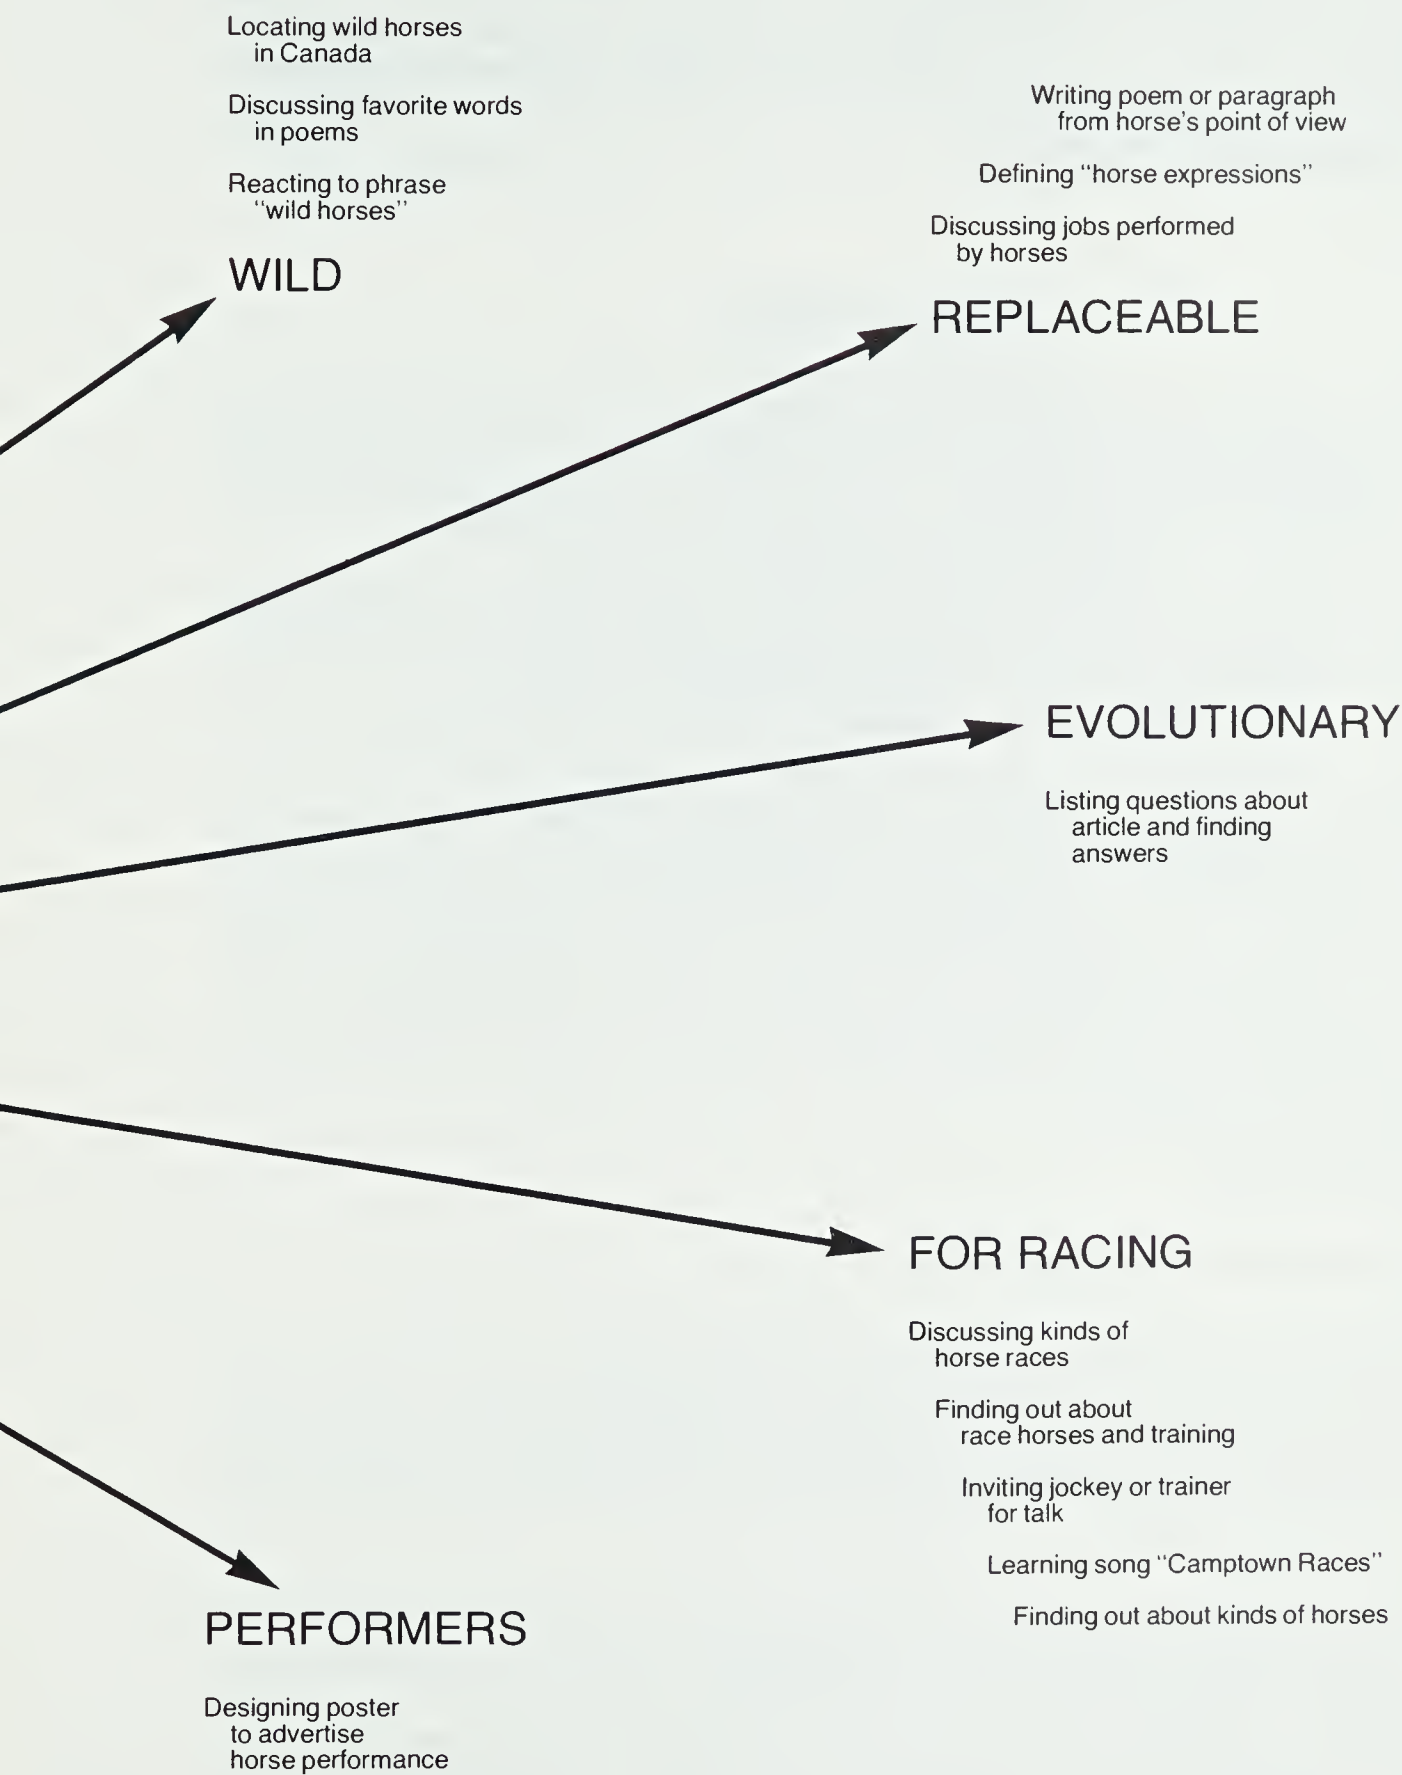 Locating wild horses
in Canada
Discussing favorite words
in poems
Reacting to phrase
"wild horses"
WILD
Writing poem or paragraph
from horse's point of view
Defining "horse expressions"
Discussing jobs performed
by horses
REPLACEABLE
EVOLUTIONARY
Listing questions about
article and finding
answers
FOR RACING
Discussing kinds of
horse races
Finding out about
race horses and training
Inviting jockey or trainer
for talk
Learning song "Camptown Races"
Finding out about kinds of horses
PERFORMERS
Designing poster
to advertise
horse performance